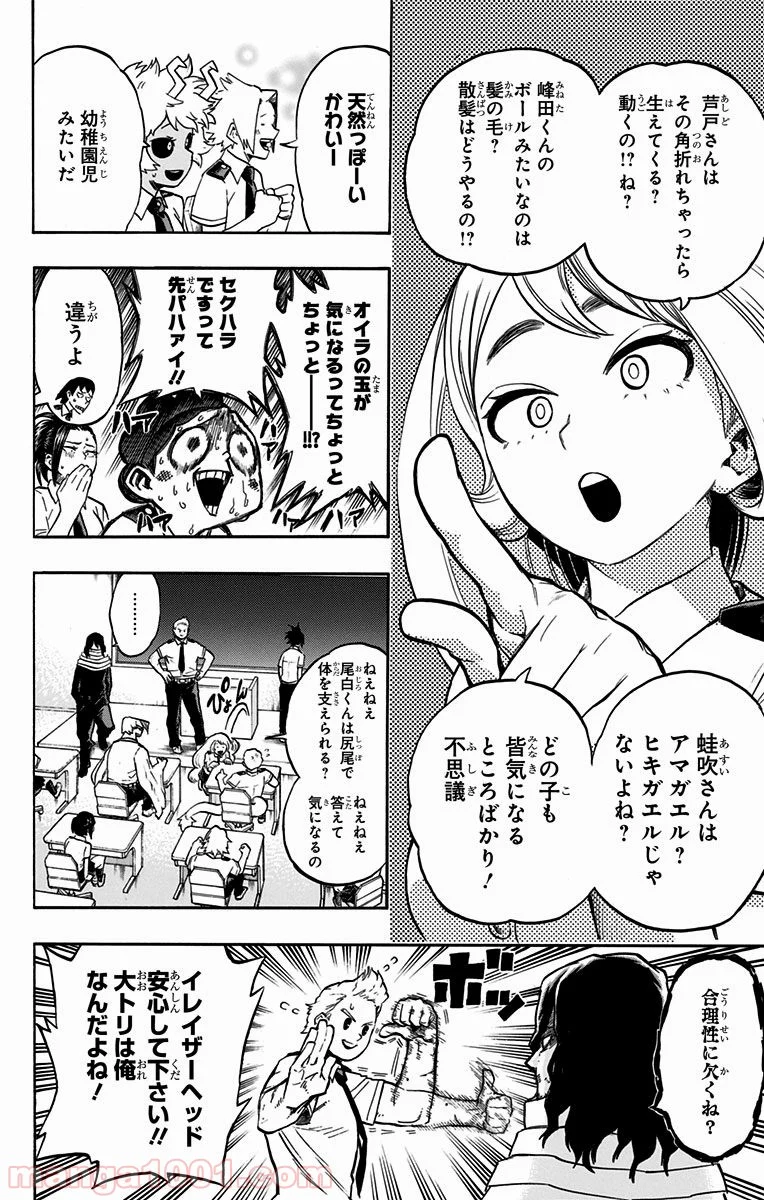 芦戸さんは
その角折れちゃったら
生えてくる?
動くの!?ね?
峰田くんの
ボールみたいなのは
髪の毛?
散髪はどうやるの!?
蛙吹さんは
アマガエル?
ヒキガエルじゃ
ないよね?
どの子も
皆気になる
ところばかり!
不思議
天然っぽーい
かわいー
幼稚園児
みたいだ
オイラの玉が
気になるってちょっと
ちょっと――!!?
セクハラ
ですって
先パハァイ!!
違うよ
ハァ
ハァ
ハァ
ハァ
………
ねえねえ
尾白くんは尻尾で
体を支えられる?
ねえねえ
答えて
気になるの
ぴょーん
合理性に欠くね?
ボンッ
イレイザーヘッド
安心して下さい!!
大トリは俺
なんだよね!
manga1001.com